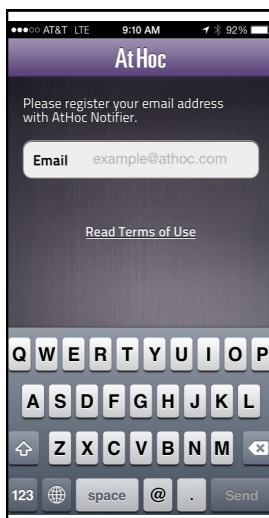 AT&T LTE 9:10 AM 92%
AtHoc
Please register your email address
with AtHoc Notifier.
Email example@athoc.com
Read Terms of Use
Q W E R T Y U I O P
A S D F G H J K L
Z X C V B N M
123 space @ . Send